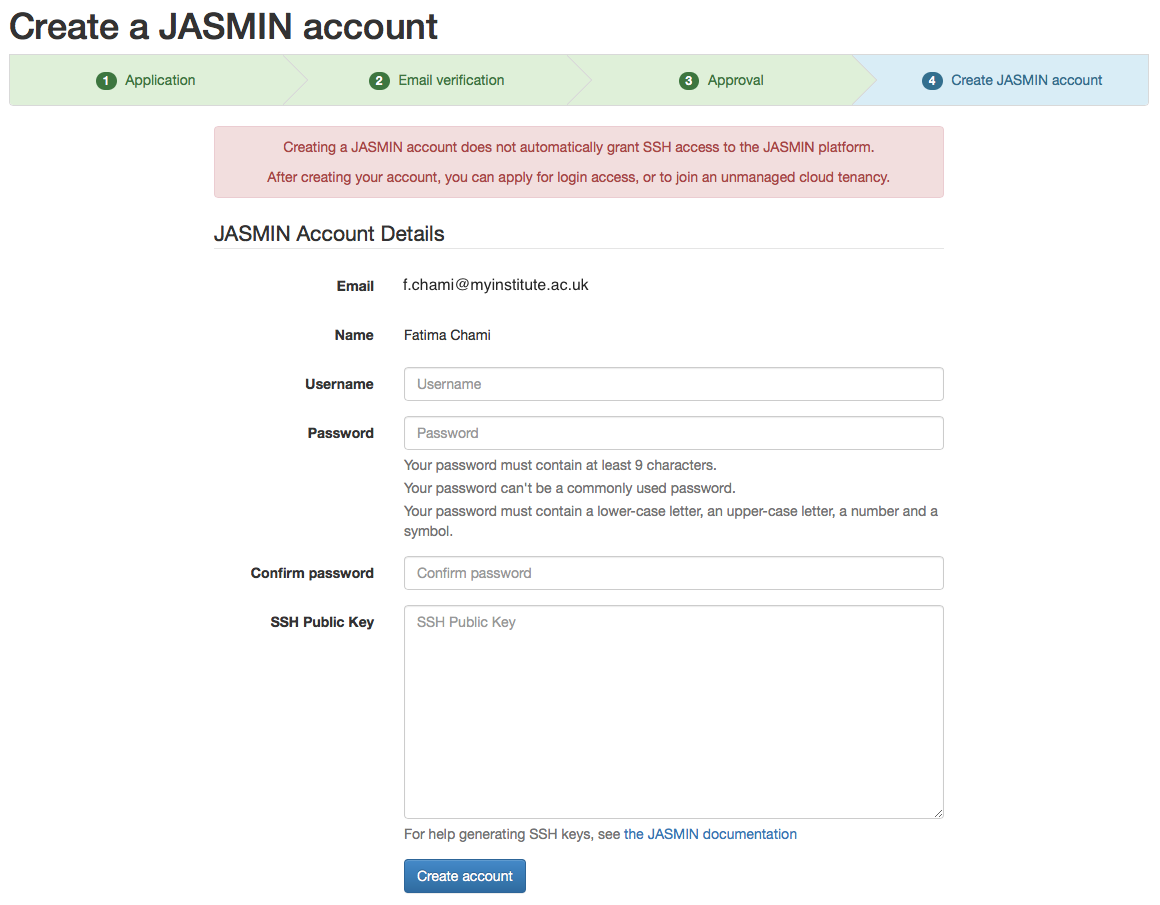 Create a JASMIN account
1 Application
2 Email verification
3 Approval
4 Create JASMIN account
Creating a JASMIN account does not automatically grant SSH access to the JASMIN platform.
After creating your account, you can apply for login access, or to join an unmanaged cloud tenancy.
JASMIN Account Details
Email f.chami@myinstitute.ac.uk
Name Fatima Chami
Username Username
Password Password
Your password must contain at least 9 characters.
Your password can't be a commonly used password.
Your password must contain a lower-case letter, an upper-case letter, a number and a
symbol.
Confirm password Confirm password
SSH Public Key SSH Public Key
For help generating SSH keys, see the JASMIN documentation
Create account